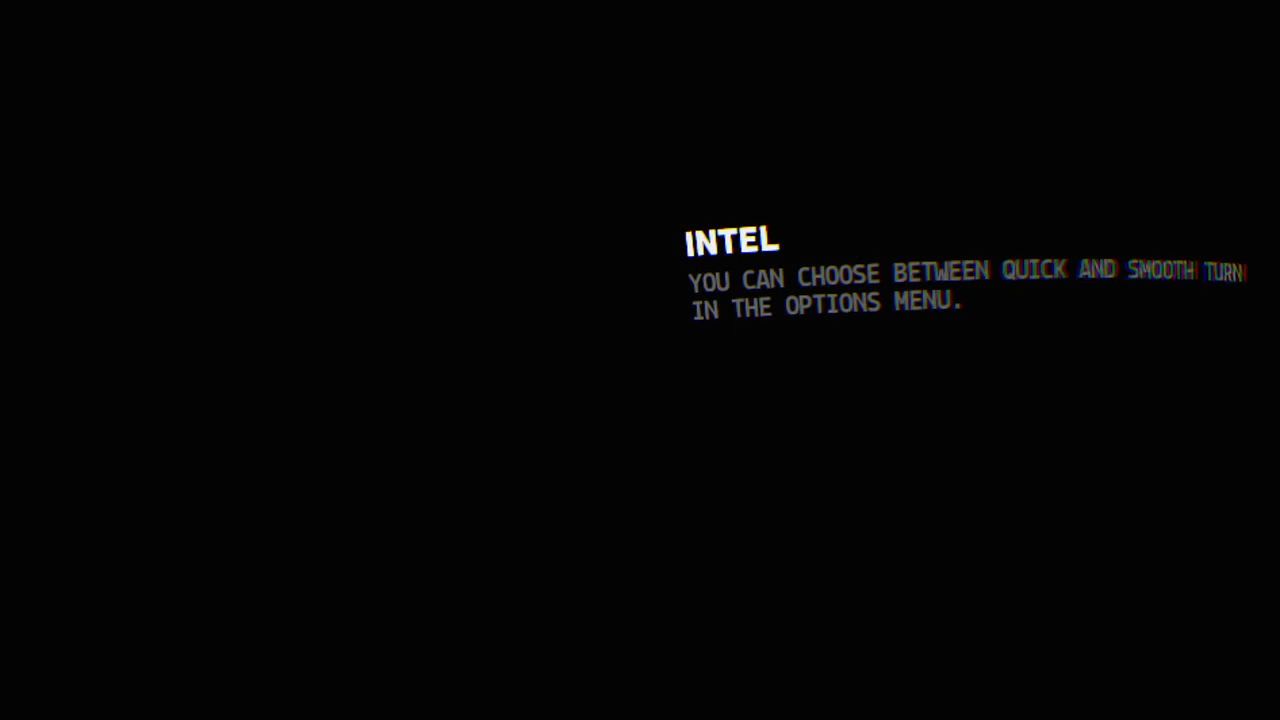 INTEL
YOU CAN CHOOSE BETWEEN QUICK AND SMOOTH TURN
IN THE OPTIONS MENU.